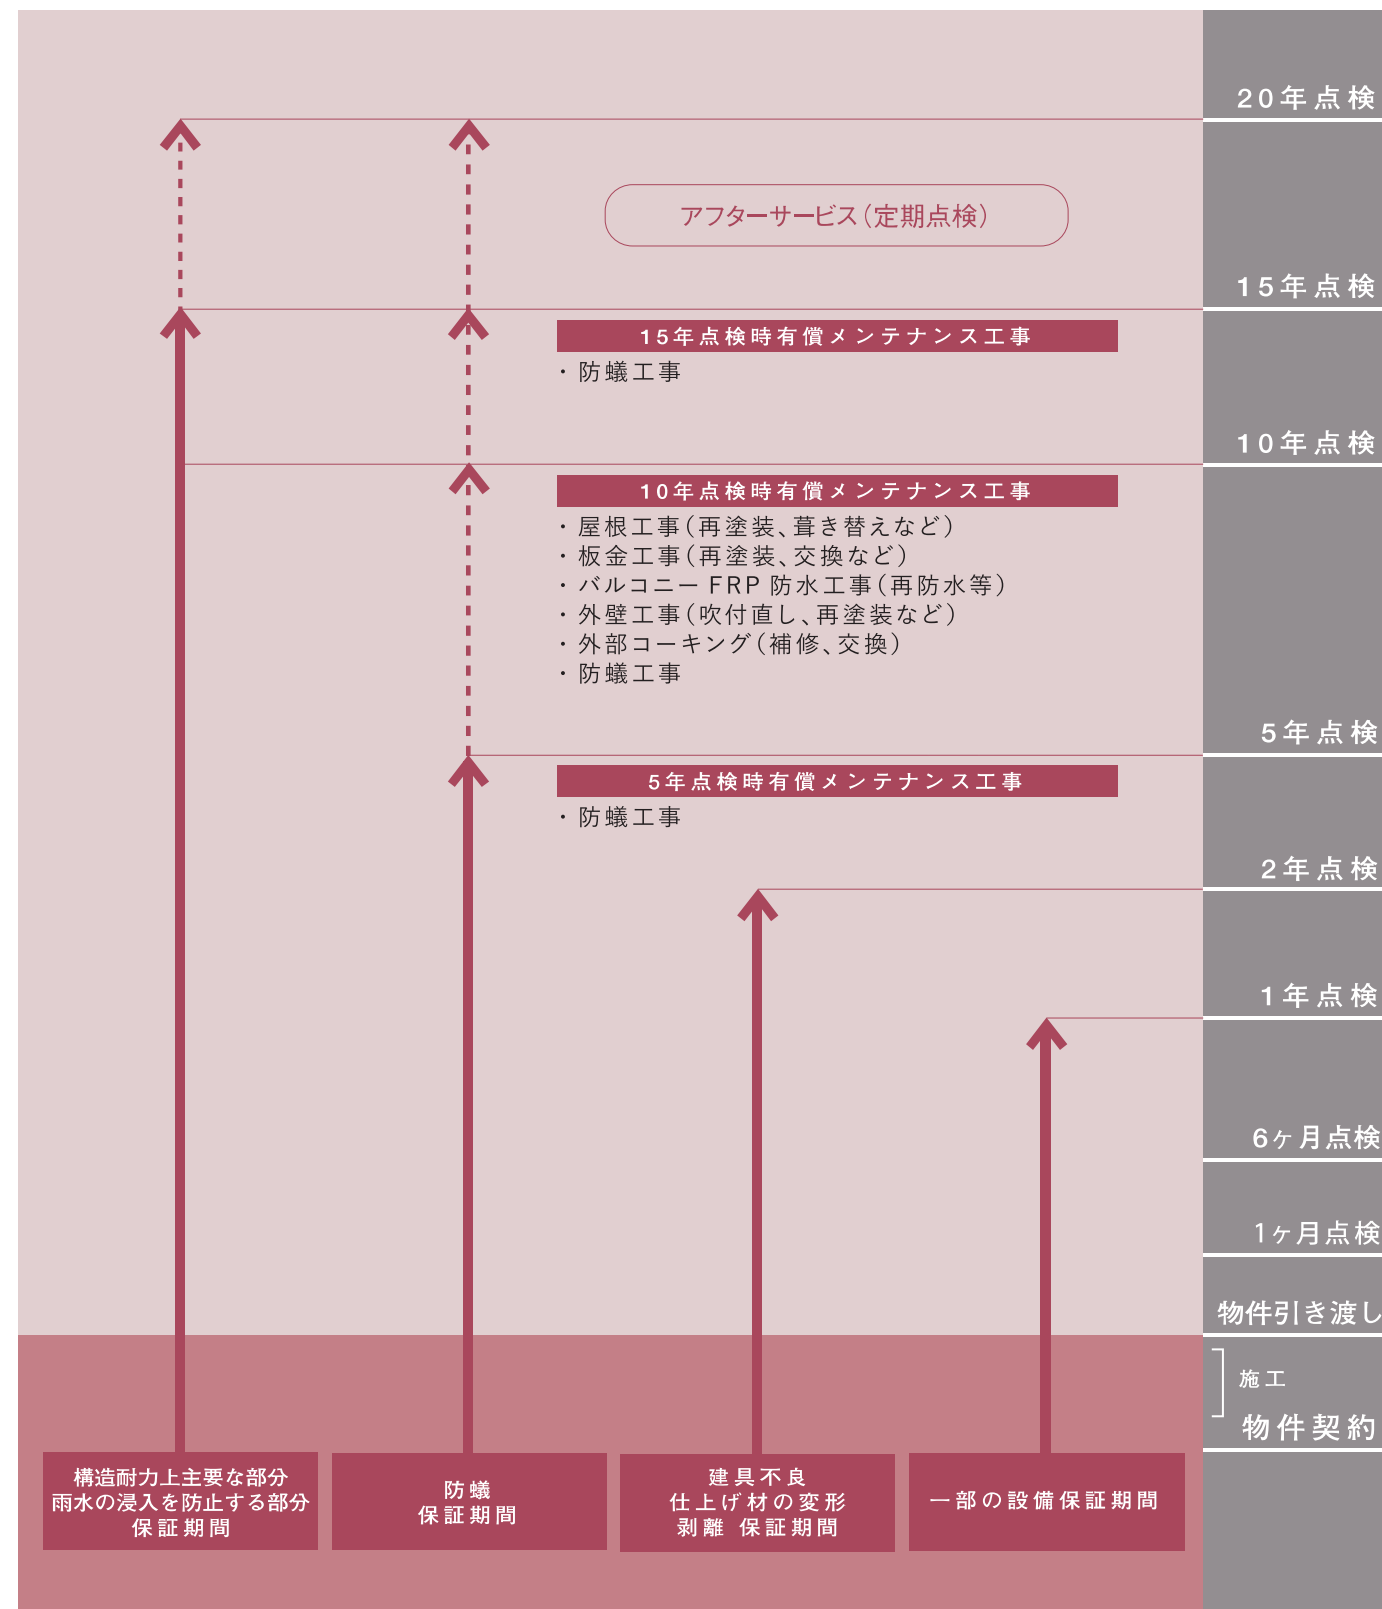 20年点検
アフターサービス（定期点検）
15年点検
15年点検時有償メンテナンス工事
・防蟻工事
10年点検
10年点検時有償メンテナンス工事
・屋根工事（再塗装、葺き替えなど）
・板金工事（再塗装、交換など）
・バルコニーFRP防水工事（再防水等）
・外壁工事（吹付直し、再塗装など）
・外部コーキング（補修、交換）
・防蟻工事
5年点検
5年点検時有償メンテナンス工事
・防蟻工事
2年点検
1年点検
6ヶ月点検
1ヶ月点検
物件引き渡し
施工
物件契約
構造耐力上主要な部分
雨水の浸入を防止する部分
保証期間
防蟻
保証期間
建具不良
仕上げ材の変形
剥離 保証期間
一部の設備保証期間